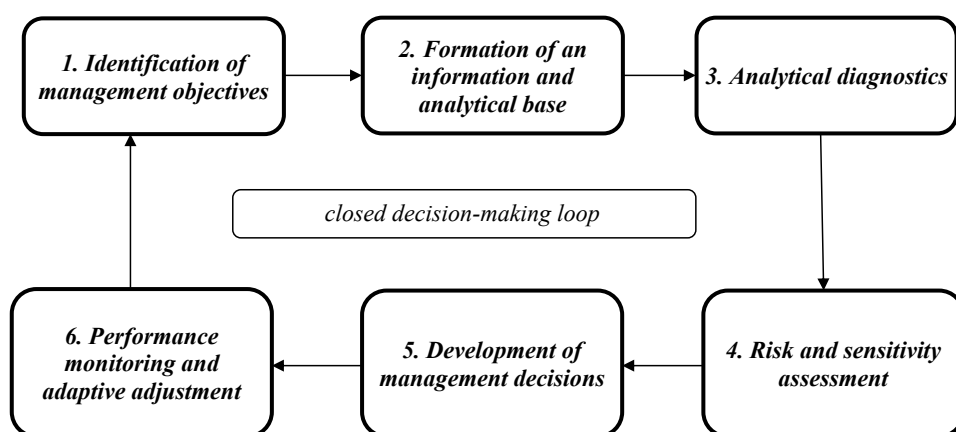 1. Identification of
management objectives
2. Formation of an
information and
analytical base
3. Analytical diagnostics
closed decision-making loop
6. Performance
monitoring and
adaptive adjustment
5. Development of
management decisions
4. Risk and sensitivity
assessment